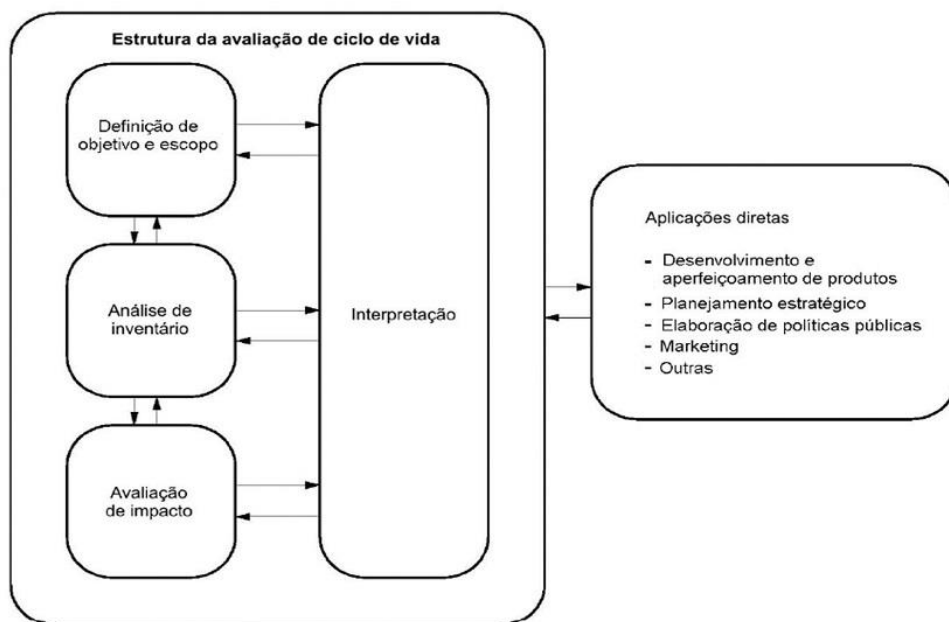 Estrutura da avaliação de ciclo de vida
Definição de
objetivo e escopo
Análise de
inventário
Avaliação
de impacto
Interpretação
Aplicações diretas
- Desenvolvimento e
aperfeiçoamento de produtos
- Planejamento estratégico
- Elaboração de políticas públicas
- Marketing
- Outras